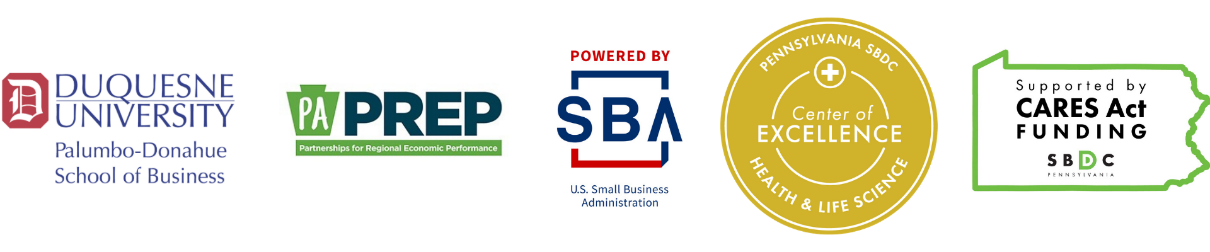 D
DUQUESNE
UNIVERSITY
Palumbo-Donahue
School of Business
PA PREP
Partnerships for Regional Economic Performance
POWERED BY
SBA
U.S. Small Business
Administration
PENNSYLVANIA SBDC
Center of
EXCELLENCE
HEALTH & LIFE SCIENCE
Supported by
CARES Act
FUNDING
SBDC
PENNSYLVANIA